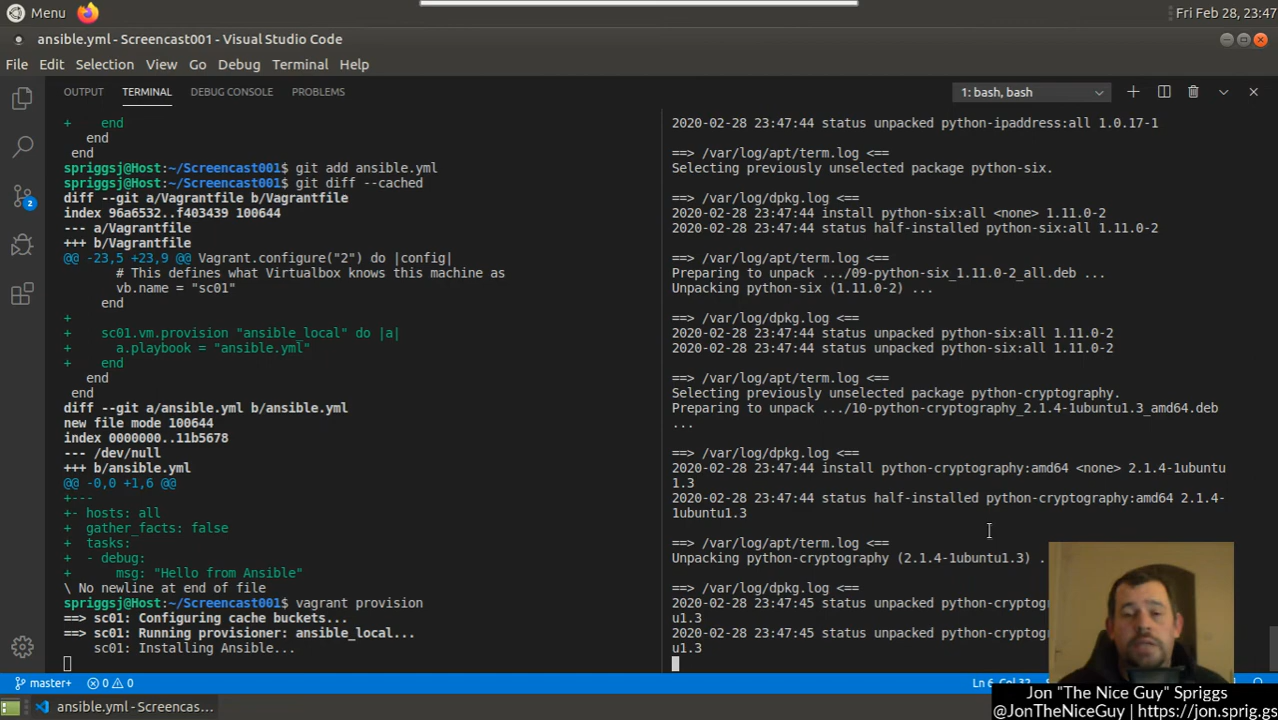 Menu
Fri Feb 28, 23:47
ansible.yml - Screencast001 - Visual Studio Code
File Edit Selection View Go Debug Terminal Help
OUTPUT TERMINAL DEBUG CONSOLE PROBLEMS
1: bash, bash
+    end
end
end
spriggsj@Host:~/Screencast001$ git add ansible.yml
spriggsj@Host:~/Screencast001$ git diff --cached
diff --git a/Vagrantfile b/Vagrantfile
index 96a6532..f403439 100644
--- a/Vagrantfile
+++ b/Vagrantfile
@@ -23,5 +23,9 @@ Vagrant.configure("2") do |config|
# This defines what Virtualbox knows this machine as
vb.name = "sc01"
end
+
+    sc01.vm.provision "ansible_local" do |a|
+      a.playbook = "ansible.yml"
+    end
end
end
diff --git a/ansible.yml b/ansible.yml
new file mode 100644
index 0000000..11b5678
--- /dev/null
+++ b/ansible.yml
@@ -0,0 +1,6 @@
+---
+- hosts: all
+  gather_facts: false
+  tasks:
+  - debug:
+      msg: "Hello from Ansible"
\ No newline at end of file
spriggsj@Host:~/Screencast001$ vagrant provision
==> sc01: Configuring cache buckets...
==> sc01: Running provisioner: ansible_local...
sc01: Installing Ansible...
2020-02-28 23:47:44 status unpacked python-ipaddress:all 1.0.17-1
==> /var/log/apt/term.log <==
Selecting previously unselected package python-six.
==> /var/log/dpkg.log <==
2020-02-28 23:47:44 install python-six:all <none> 1.11.0-2
2020-02-28 23:47:44 status half-installed python-six:all 1.11.0-2
==> /var/log/apt/term.log <==
Preparing to unpack .../09-python-six_1.11.0-2_all.deb ...
Unpacking python-six (1.11.0-2) ...
==> /var/log/dpkg.log <==
2020-02-28 23:47:44 status unpacked python-six:all 1.11.0-2
2020-02-28 23:47:44 status unpacked python-six:all 1.11.0-2
==> /var/log/apt/term.log <==
Selecting previously unselected package python-cryptography.
Preparing to unpack .../10-python-cryptography_2.1.4-1ubuntu1.3_amd64.deb
...
==> /var/log/dpkg.log <==
2020-02-28 23:47:44 install python-cryptography:amd64 <none> 2.1.4-1ubuntu
1.3
2020-02-28 23:47:44 status half-installed python-cryptography:amd64 2.1.4-
1ubuntu1.3
==> /var/log/apt/term.log <==
Unpacking python-cryptography (2.1.4-1ubuntu1.3) .
==> /var/log/dpkg.log <==
2020-02-28 23:47:45 status unpacked python-cryptog
u1.3
2020-02-28 23:47:45 status unpacked python-cryptog
u1.3
2
master+ 0 0
Ln 6, Col 32
ansible.yml - Screencas...
Jon "The Nice Guy" Spriggs
@JonTheNiceGuy | https://jon.sprig.gs